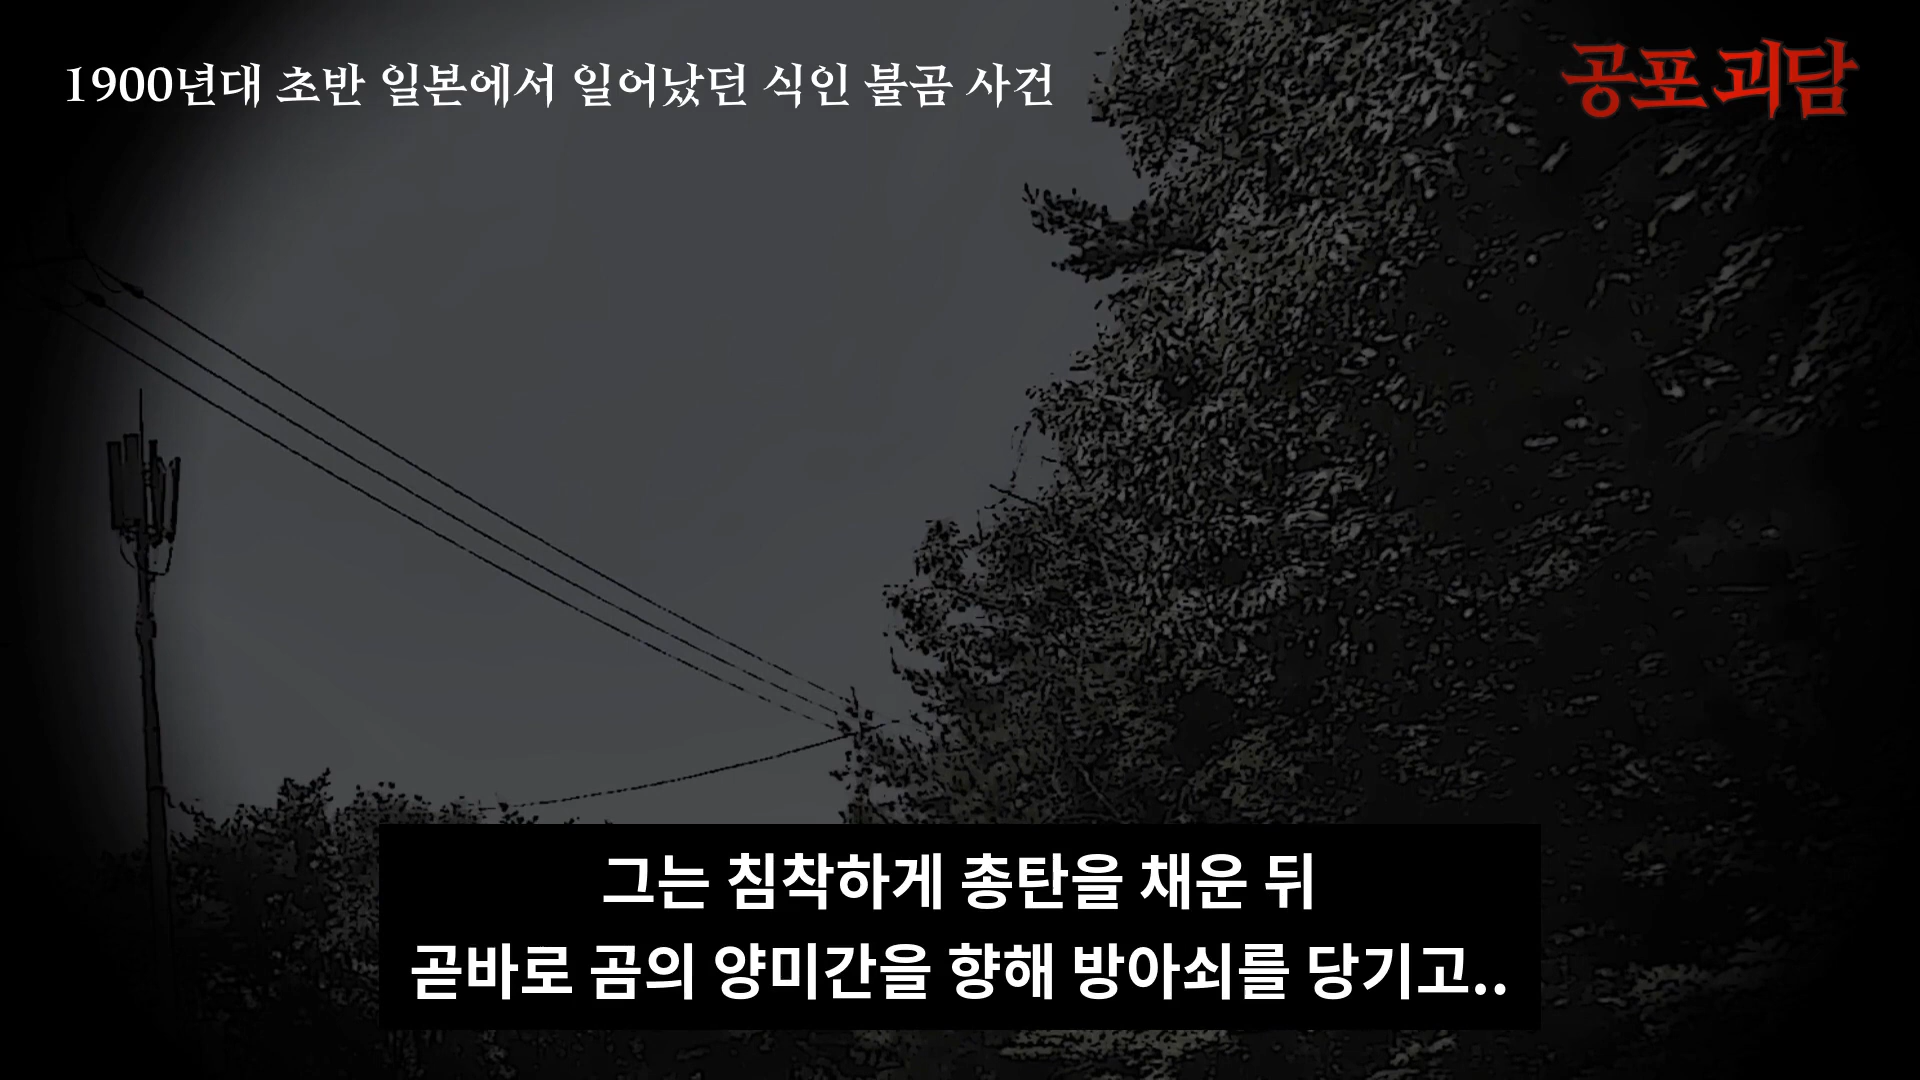 1900년대 초반 일본에서 일어났던 식인 불곰 사건
공포 괴담
그는 침착하게 총탄을 채운 뒤
곧바로 곰의 양미간을 향해 방아쇠를 당기고..